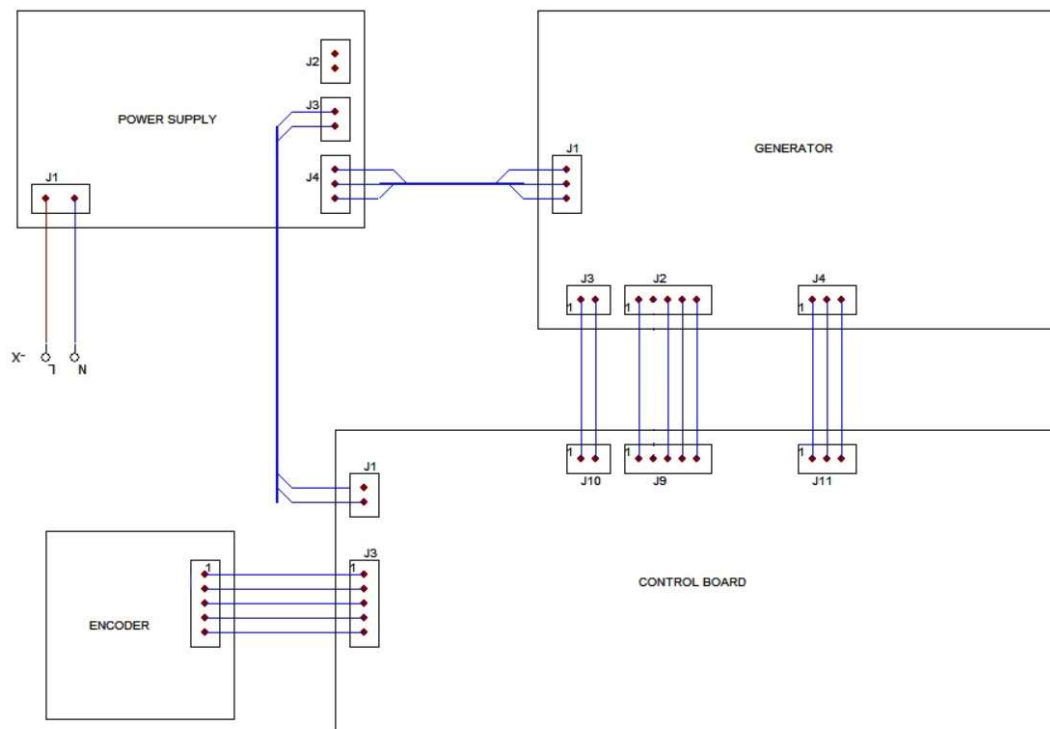 J2
J3
POWER SUPPLY
GENERATOR
J1
J4
J1
J3
J2
J4
1
1
1
X-
L
N
1
1
1
J10
J9
J11
J1
J3
1
1
CONTROL BOARD
ENCODER